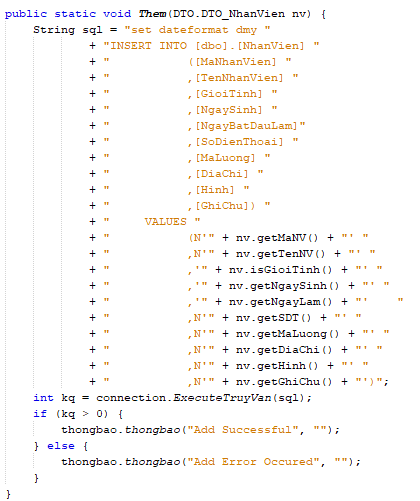 public static void Them(DTO.DTO_NhanVien nv) {
    String sql = "set dateformat dmy "
            + "INSERT INTO [dbo].[NhanVien] "
            + "           ([MaNhanVien] "
            + "           ,[TenNhanVien] "
            + "           ,[GioiTinh] "
            + "           ,[NgaySinh] "
            + "           ,[NgayBatDauLam]"
            + "           ,[SoDienThoai] "
            + "           ,[MaLuong] "
            + "           ,[DiaChi] "
            + "           ,[Hinh] "
            + "           ,[GhiChu]) "
            + "     VALUES "
            + "           (N'" + nv.getMaNV() + "' "
            + "           ,N'" + nv.getTenNV() + "' "
            + "           ,'" + nv.isGioiTinh() + "' "
            + "           ,'" + nv.getNgaySinh() + "' "
            + "           ,'" + nv.getNgayLam() + "'     "
            + "           ,N'" + nv.getSDT() + "' "
            + "           ,N'" + nv.getMaLuong() + "' "
            + "           ,N'" + nv.getDiaChi() + "' "
            + "           ,N'" + nv.getHinh() + "' "
            + "           ,N'" + nv.getGhiChu() + "')";
    int kq = connection.ExecuteTruyVan(sql);
    if (kq > 0) {
        thongbao.thongbao("Add Successful", "");
    } else {
        thongbao.thongbao("Add Error Occured", "");
    }
}